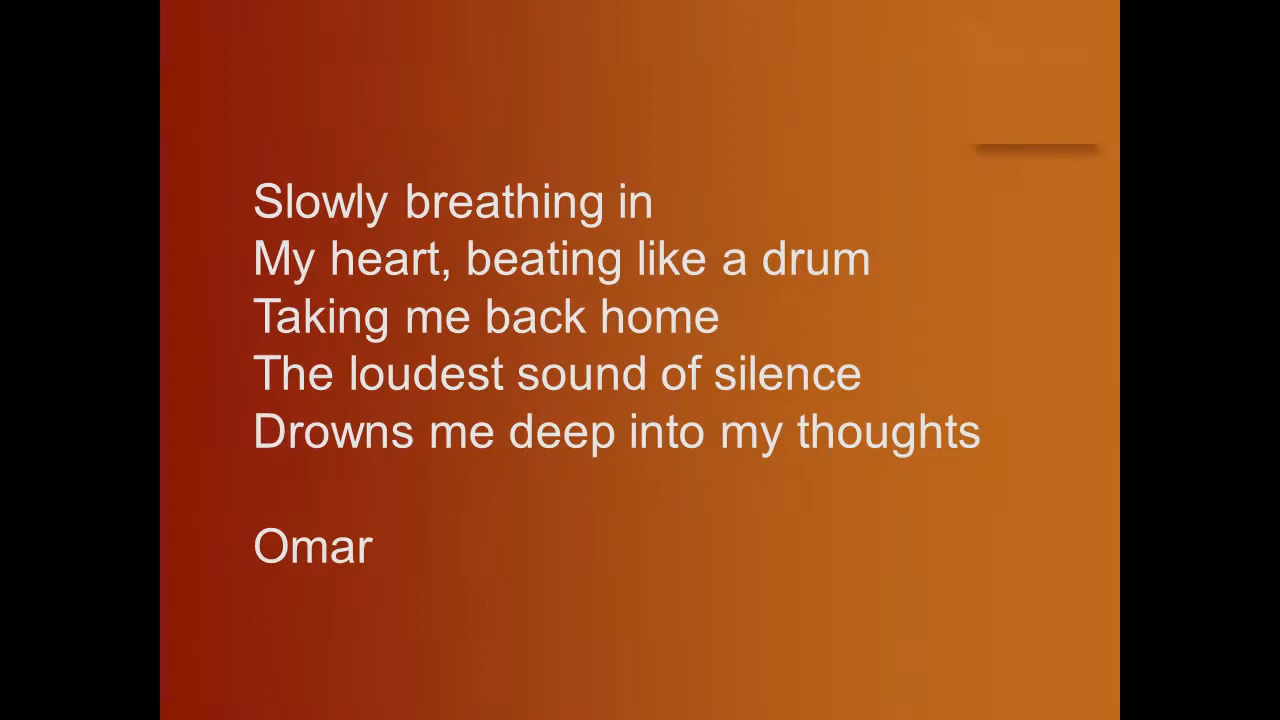 Slowly breathing in
My heart, beating like a drum
Taking me back home
The loudest sound of silence
Drowns me deep into my thoughts
Omar